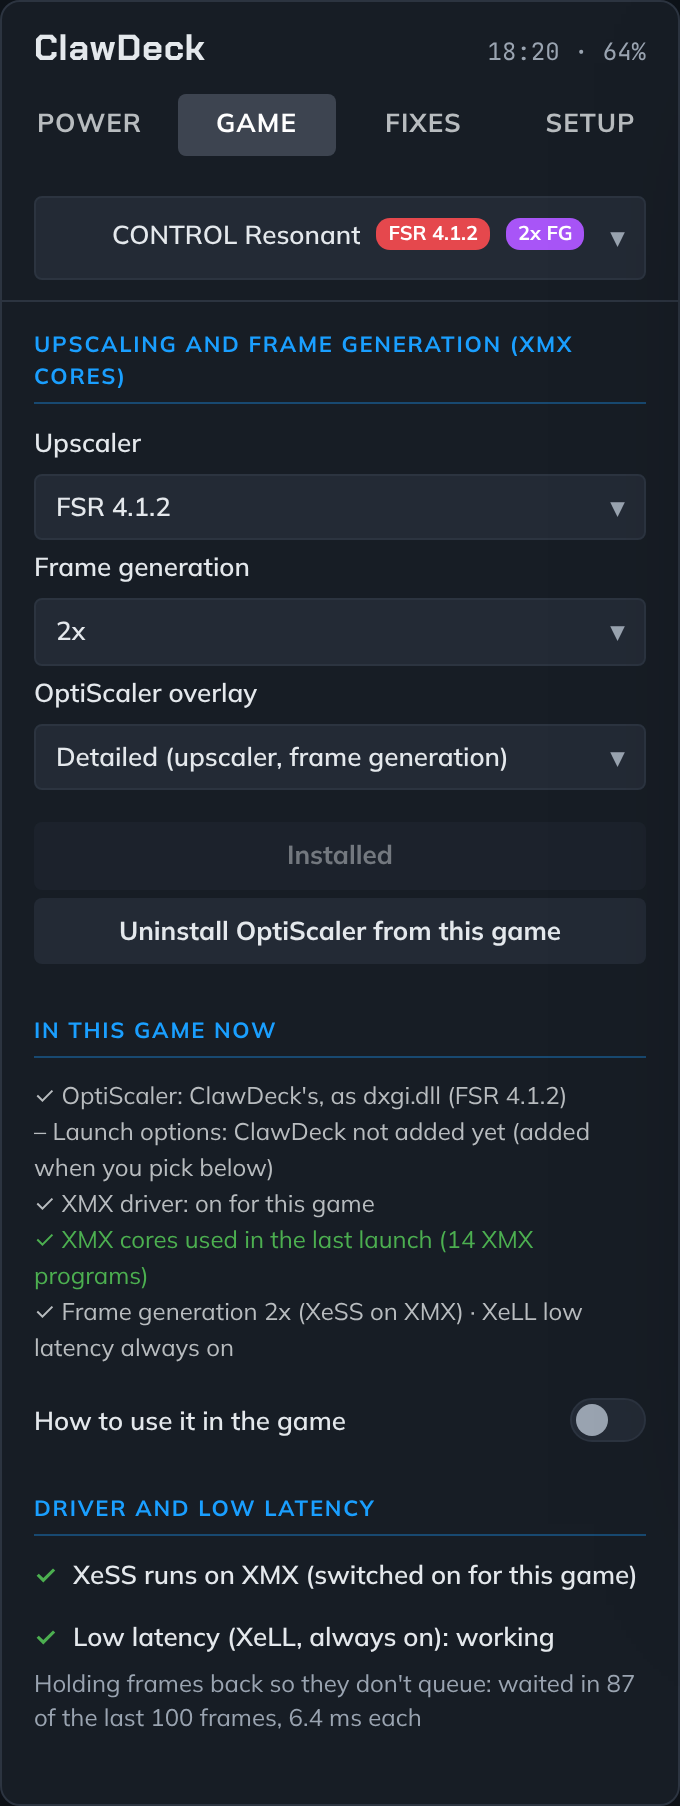 ClawDeck
18:20 · 64%
POWER
GAME
FIXES
SETUP
CONTROL Resonant FSR 4.1.2 2x FG ▼
UPSCALING AND FRAME GENERATION (XMX
CORES)
Upscaler
FSR 4.1.2 ▼
Frame generation
2x ▼
OptiScaler overlay
Detailed (upscaler, frame generation) ▼
Installed
Uninstall OptiScaler from this game
IN THIS GAME NOW
✓ OptiScaler: ClawDeck's, as dxgi.dll (FSR 4.1.2)
– Launch options: ClawDeck not added yet (added
when you pick below)
✓ XMX driver: on for this game
✓ XMX cores used in the last launch (14 XMX
programs)
✓ Frame generation 2x (XeSS on XMX) · XeLL low
latency always on
How to use it in the game
DRIVER AND LOW LATENCY
✓ XeSS runs on XMX (switched on for this game)
✓ Low latency (XeLL, always on): working
Holding frames back so they don't queue: waited in 87
of the last 100 frames, 6.4 ms each